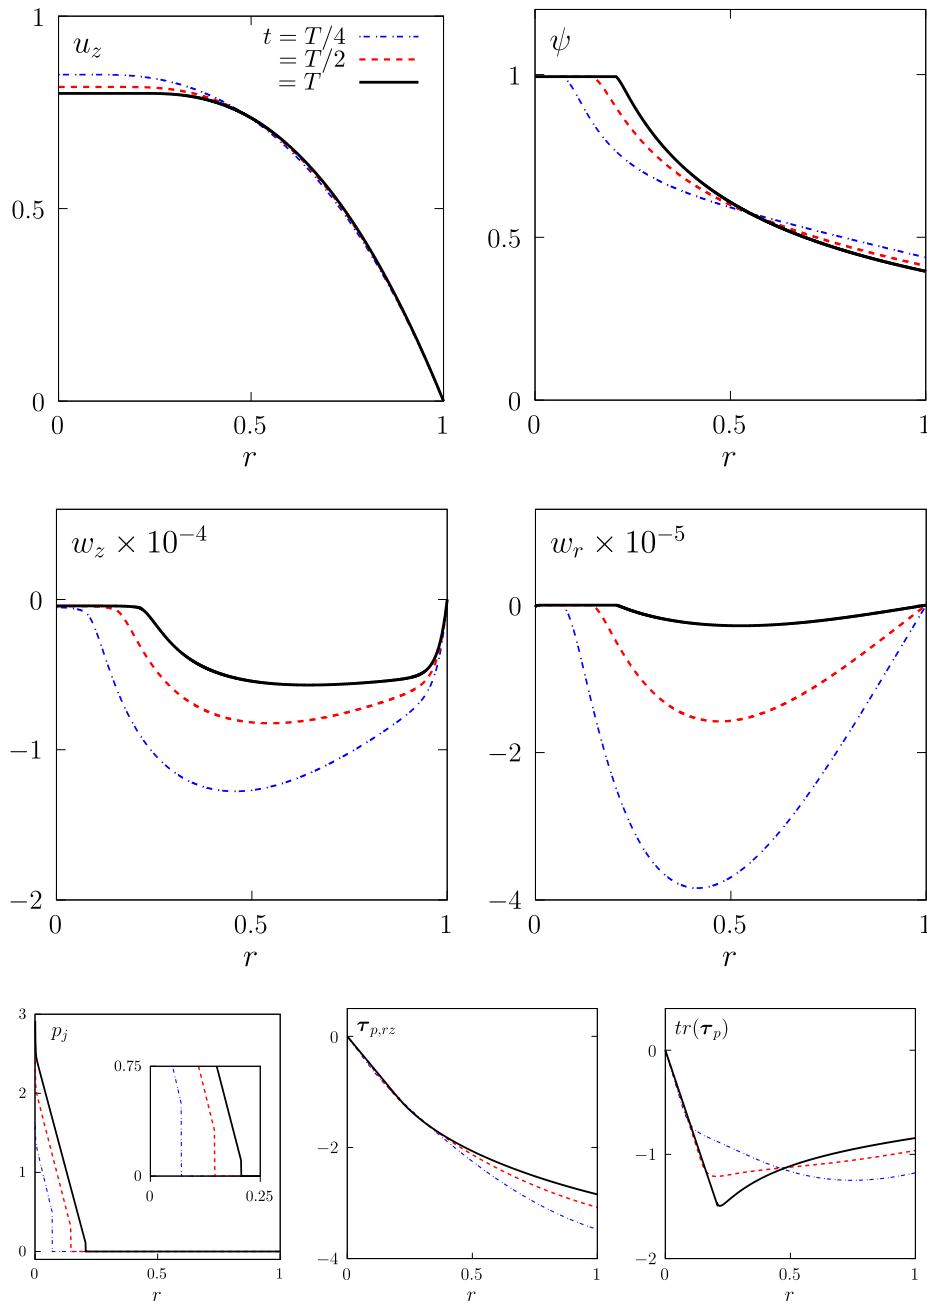 u_z
t = T/4
= T/2
= T
1
0.5
0
0 0.5 1
r
ψ
1
0.5
0
0 0.5 1
r
w_z × 10^{-4}
0
−1
−2
0 0.5 1
r
w_r × 10^{-5}
0
−2
−4
0 0.5 1
r
p_j
3
2
1
0
0 0.5 1
r
0.75
0
0 0.25
τ_{p,rz}
0
−2
−4
0 0.5 1
r
tr(τ_p)
0
−1
−2
0 0.5 1
r